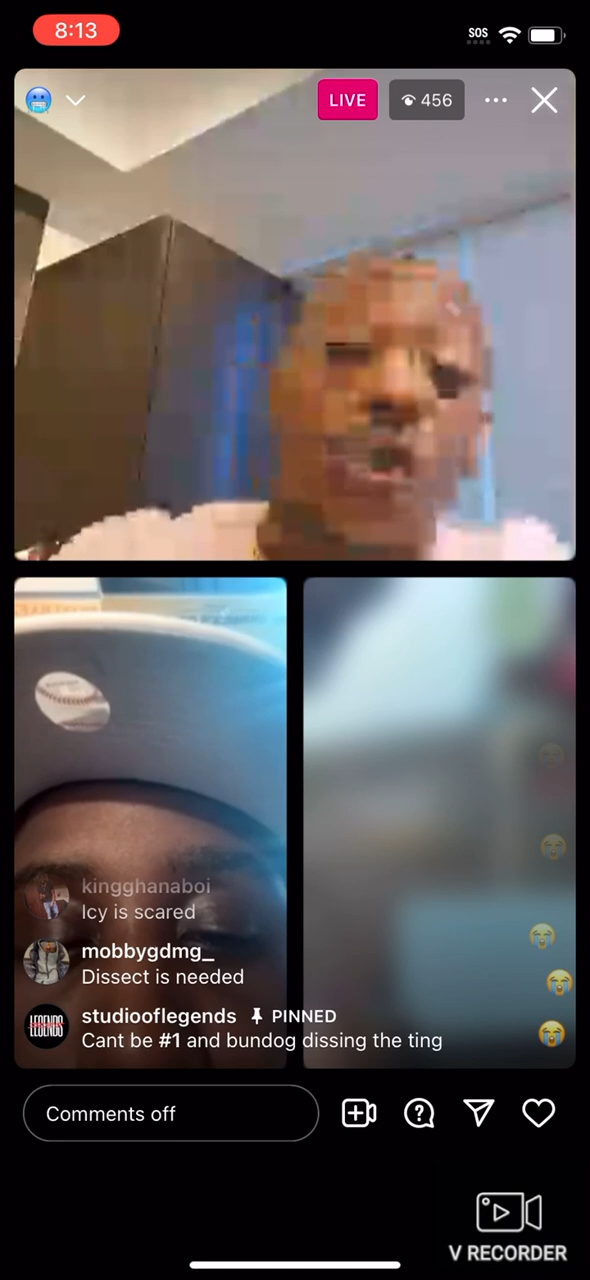 8:13
SOS
LIVE
456
kingghanaboi
Icy is scared
mobbygdmg_
Dissect is needed
LEGENDS
studiooflegends PINNED
Cant be #1 and bundog dissing the ting
Comments off
V RECORDER